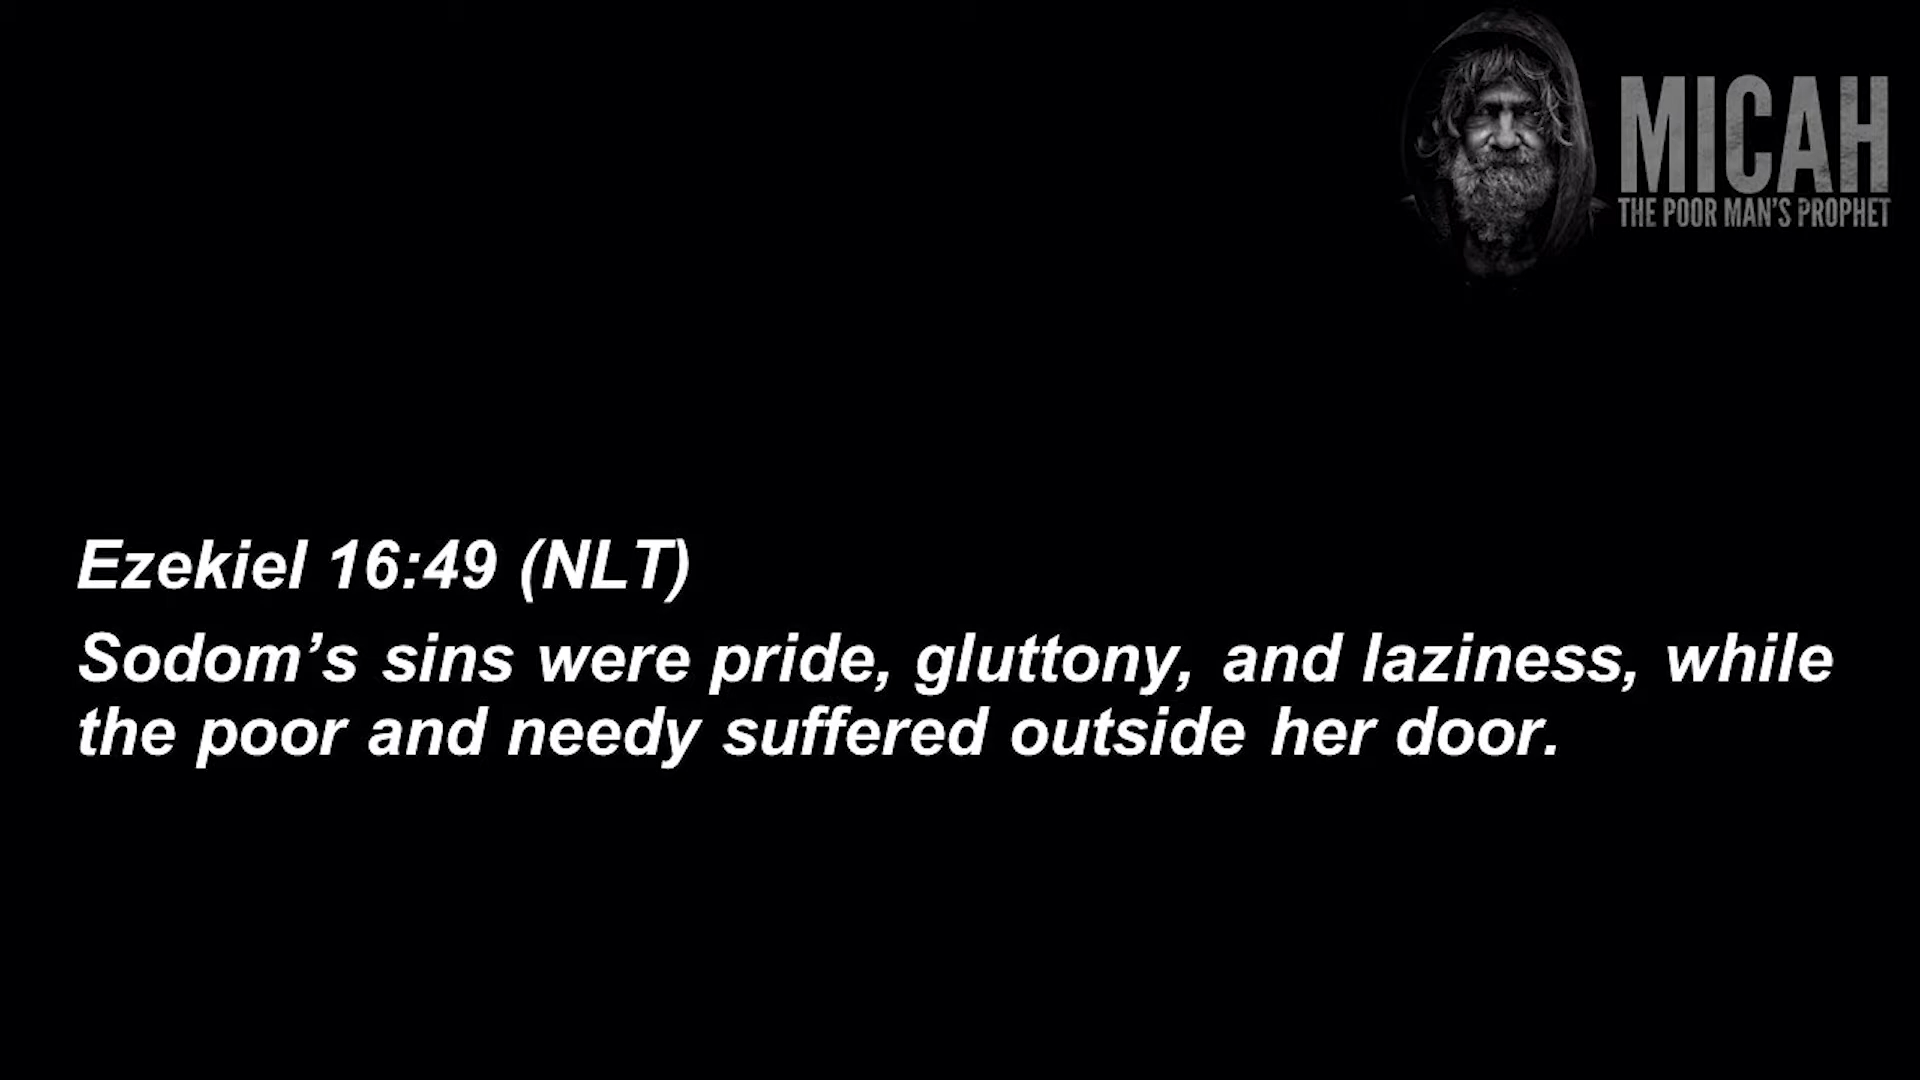 MICAH
THE POOR MAN'S PROPHET
Ezekiel 16:49 (NLT)
Sodom’s sins were pride, gluttony, and laziness, while
the poor and needy suffered outside her door.